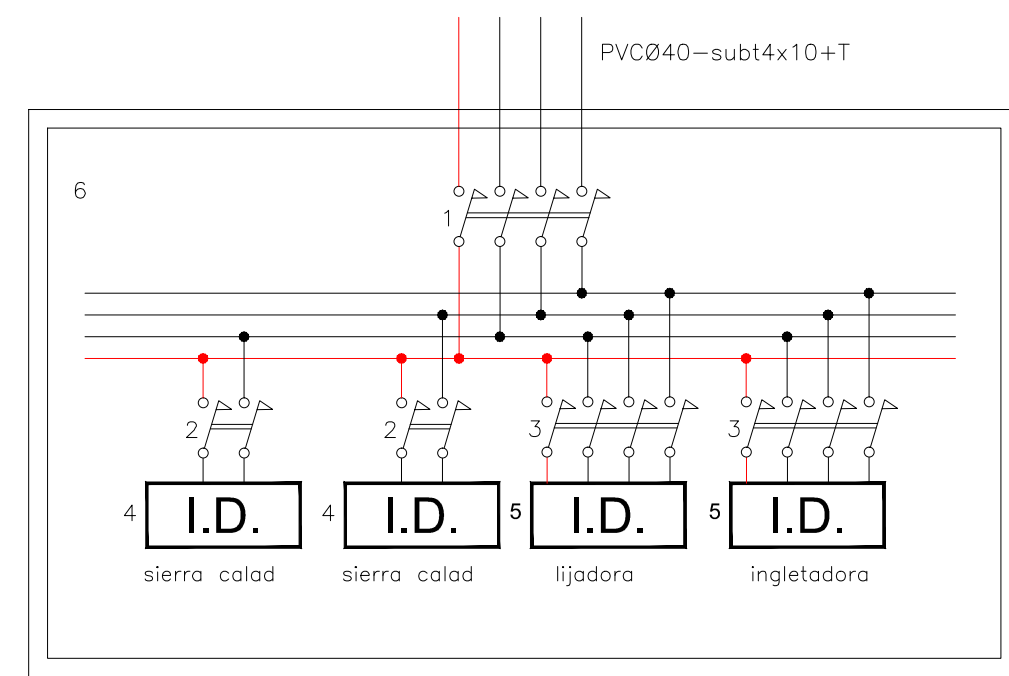 PVCØ40-subt4x10+T
6
1
2 2 3 3
4 I.D. 4 I.D. 5 I.D. 5 I.D.
sierra calad sierra calad lijadora ingletadora